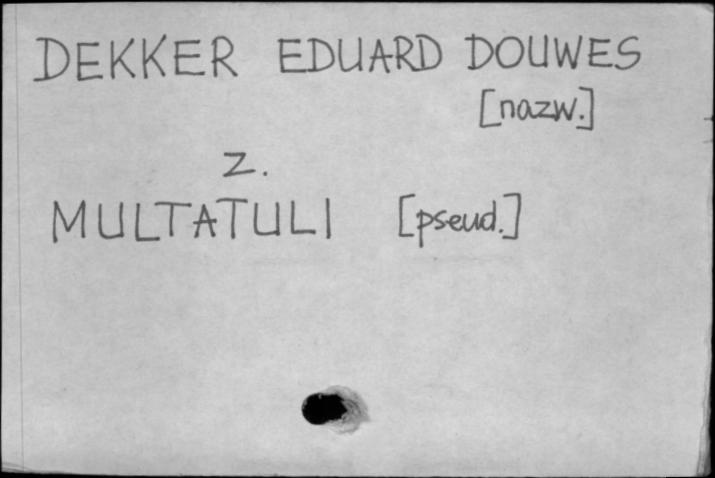 DEKKER EDUARD DOUWES
[nazw.]
z.
MULTATULI [pseud.]